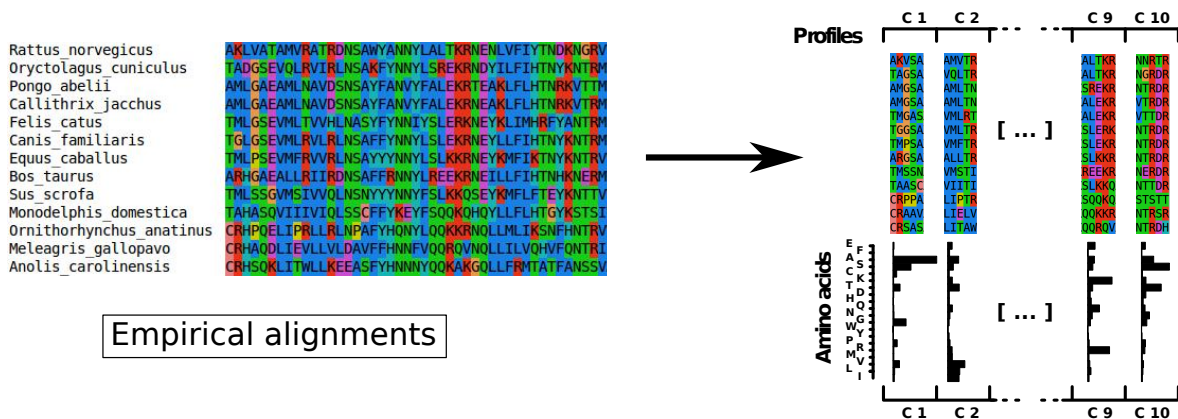 Rattus_norvegicus AKLVATAMVRATRDNSAWYANNYLALTKRNENLVFIYTNDKNGRV
Oryctolagus_cuniculus TADGSEVQLRVIRLNSAKFYNNYLSREKRNDYILFIHTNYKNTRM
Pongo_abelii AMLGAEAMLNAVDSNSAYFANVYFALEKRTEAKLFLHTNRKVTTM
Callithrix_jacchus AMLGAEAMLNAVDSNSAYFANVYFALEKRNEAKLFLHTNRKVTRM
Felis_catus TMLGSEVMLTVVHLNASYFYNNIYSLERKNEYKLIMHRFYANTRM
Canis_familiaris TGLGSEVMLRVLRLNSAFFYNNYLSLEKRNEYLLFIHTNYKNTRM
Equus_caballus TMLPSEVMFRVVRLNSAYYYNNYLSLKKRNEYKMFIKTNYKNTRV
Bos_taurus ARHGAEALLRIIRDNSAFFRNNYLREEKRNEILLFIHTNHKNERM
Sus_scrofa TMLSSGVMSIVVQLNSNYYYNNYFSLKKQSEYKMFLFTEYKNTTV
Monodelphis_domestica TAHASQVIIIVIQLSSCFFYKEYFSQQKQHQYLLFLHTGYKSTSI
Ornithorhynchus_anatinus CRHPQELIPRLLRLNPAFYHQNYLQQKKRNQLLMLIKSNFHNTRV
Meleagris_gallopavo CRHAQDLIEVLLVLDAVFFHNNFVQQRQVNQLLILVQHVFQNTRI
Anolis_carolinensis CRHSQKLITWLLKEEASFYHNNNYQQKAKGQLLFRMTATFANSSV
Empirical alignments
Profiles
C 1 C 2 C 9 C 10
AKVSA AMVTR ALTKR NNRTR
TAGSA VQLTR ALTKR NGRDR
AMGSA AMLTN SREKR NTRDR
AMGSA AMLTN ALEKR VTRDR
TMGAS VMLRT ALEKR VTTDR
TGGSA VMLTR SLERK NTRDR
TMPSA VMFTR SLEKR NTRDR
ARGSA ALLTR SLKKR NTRDR
TMSSN VMSTI REEKR NERDR
TAASC VIITI SLKKQ NTTDR
CRPPA LIPTR SQQKQ STSTT
CRAAV LIELV QQKKR NTRSR
CRSAS LITAW QQRQV NTRDH
[ ... ]
Amino acids
E
F
A
S
C
K
T
D
H
Q
N
G
W
Y
P
R
M
V
L
I
[ ... ]
C 1 C 2 C 9 C 10